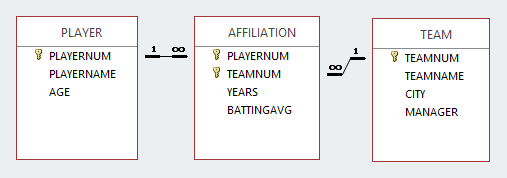 PLAYER
PLAYERNUM
PLAYERNAME
AGE
1
∞
AFFILIATION
PLAYERNUM
TEAMNUM
YEARS
BATTINGAVG
∞
1
TEAM
TEAMNUM
TEAMNAME
CITY
MANAGER